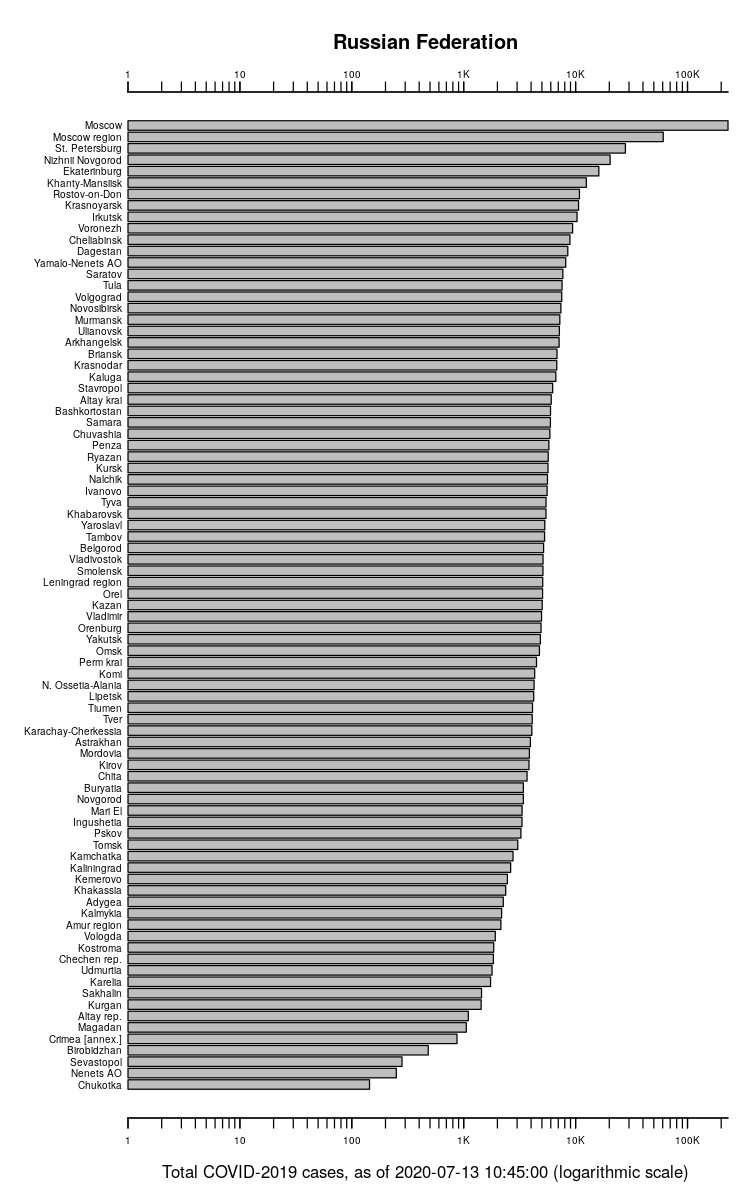 Russian Federation
1 10 100 1K 10K 100K
Moscow
Moscow region
St. Petersburg
Nizhnii Novgorod
Ekaterinburg
Khanty-Mansiisk
Rostov-on-Don
Krasnoyarsk
Irkutsk
Voronezh
Cheliabinsk
Dagestan
Yamalo-Nenets AO
Saratov
Tula
Volgograd
Novosibirsk
Murmansk
Ulianovsk
Arkhangelsk
Briansk
Krasnodar
Kaluga
Stavropol
Altay krai
Bashkortostan
Samara
Chuvashia
Penza
Ryazan
Kursk
Nalchik
Ivanovo
Tyva
Khabarovsk
Yaroslavl
Tambov
Belgorod
Vladivostok
Smolensk
Leningrad region
Orel
Kazan
Vladimir
Orenburg
Yakutsk
Omsk
Perm krai
Komi
N. Ossetia-Alania
Lipetsk
Tiumen
Tver
Karachay-Cherkessia
Astrakhan
Mordovia
Kirov
Chita
Buryatia
Novgorod
Mari El
Ingushetia
Pskov
Tomsk
Kamchatka
Kaliningrad
Kemerovo
Khakassia
Adygea
Kalmykia
Amur region
Vologda
Kostroma
Chechen rep.
Udmurtia
Karelia
Sakhalin
Kurgan
Altay rep.
Magadan
Crimea [annex.]
Birobidzhan
Sevastopol
Nenets AO
Chukotka
1 10 100 1K 10K 100K
Total COVID-2019 cases, as of 2020-07-13 10:45:00 (logarithmic scale)